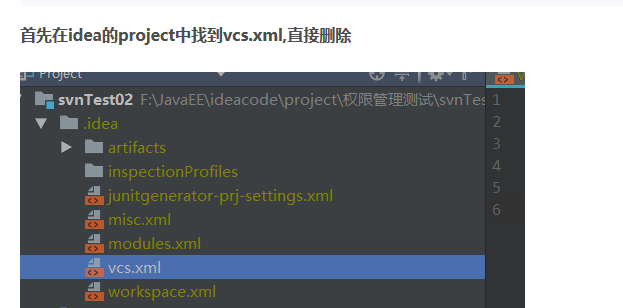 首先在idea的project中找到vcs.xml,直接删除
Project
svnTest02 F:\JavaEE\ideacode\project\权限管理测试\svnTes
1
.idea
2
artifacts
3
inspectionProfiles
4
junitgenerator-prj-settings.xml
5
misc.xml
6
modules.xml
vcs.xml
workspace.xml